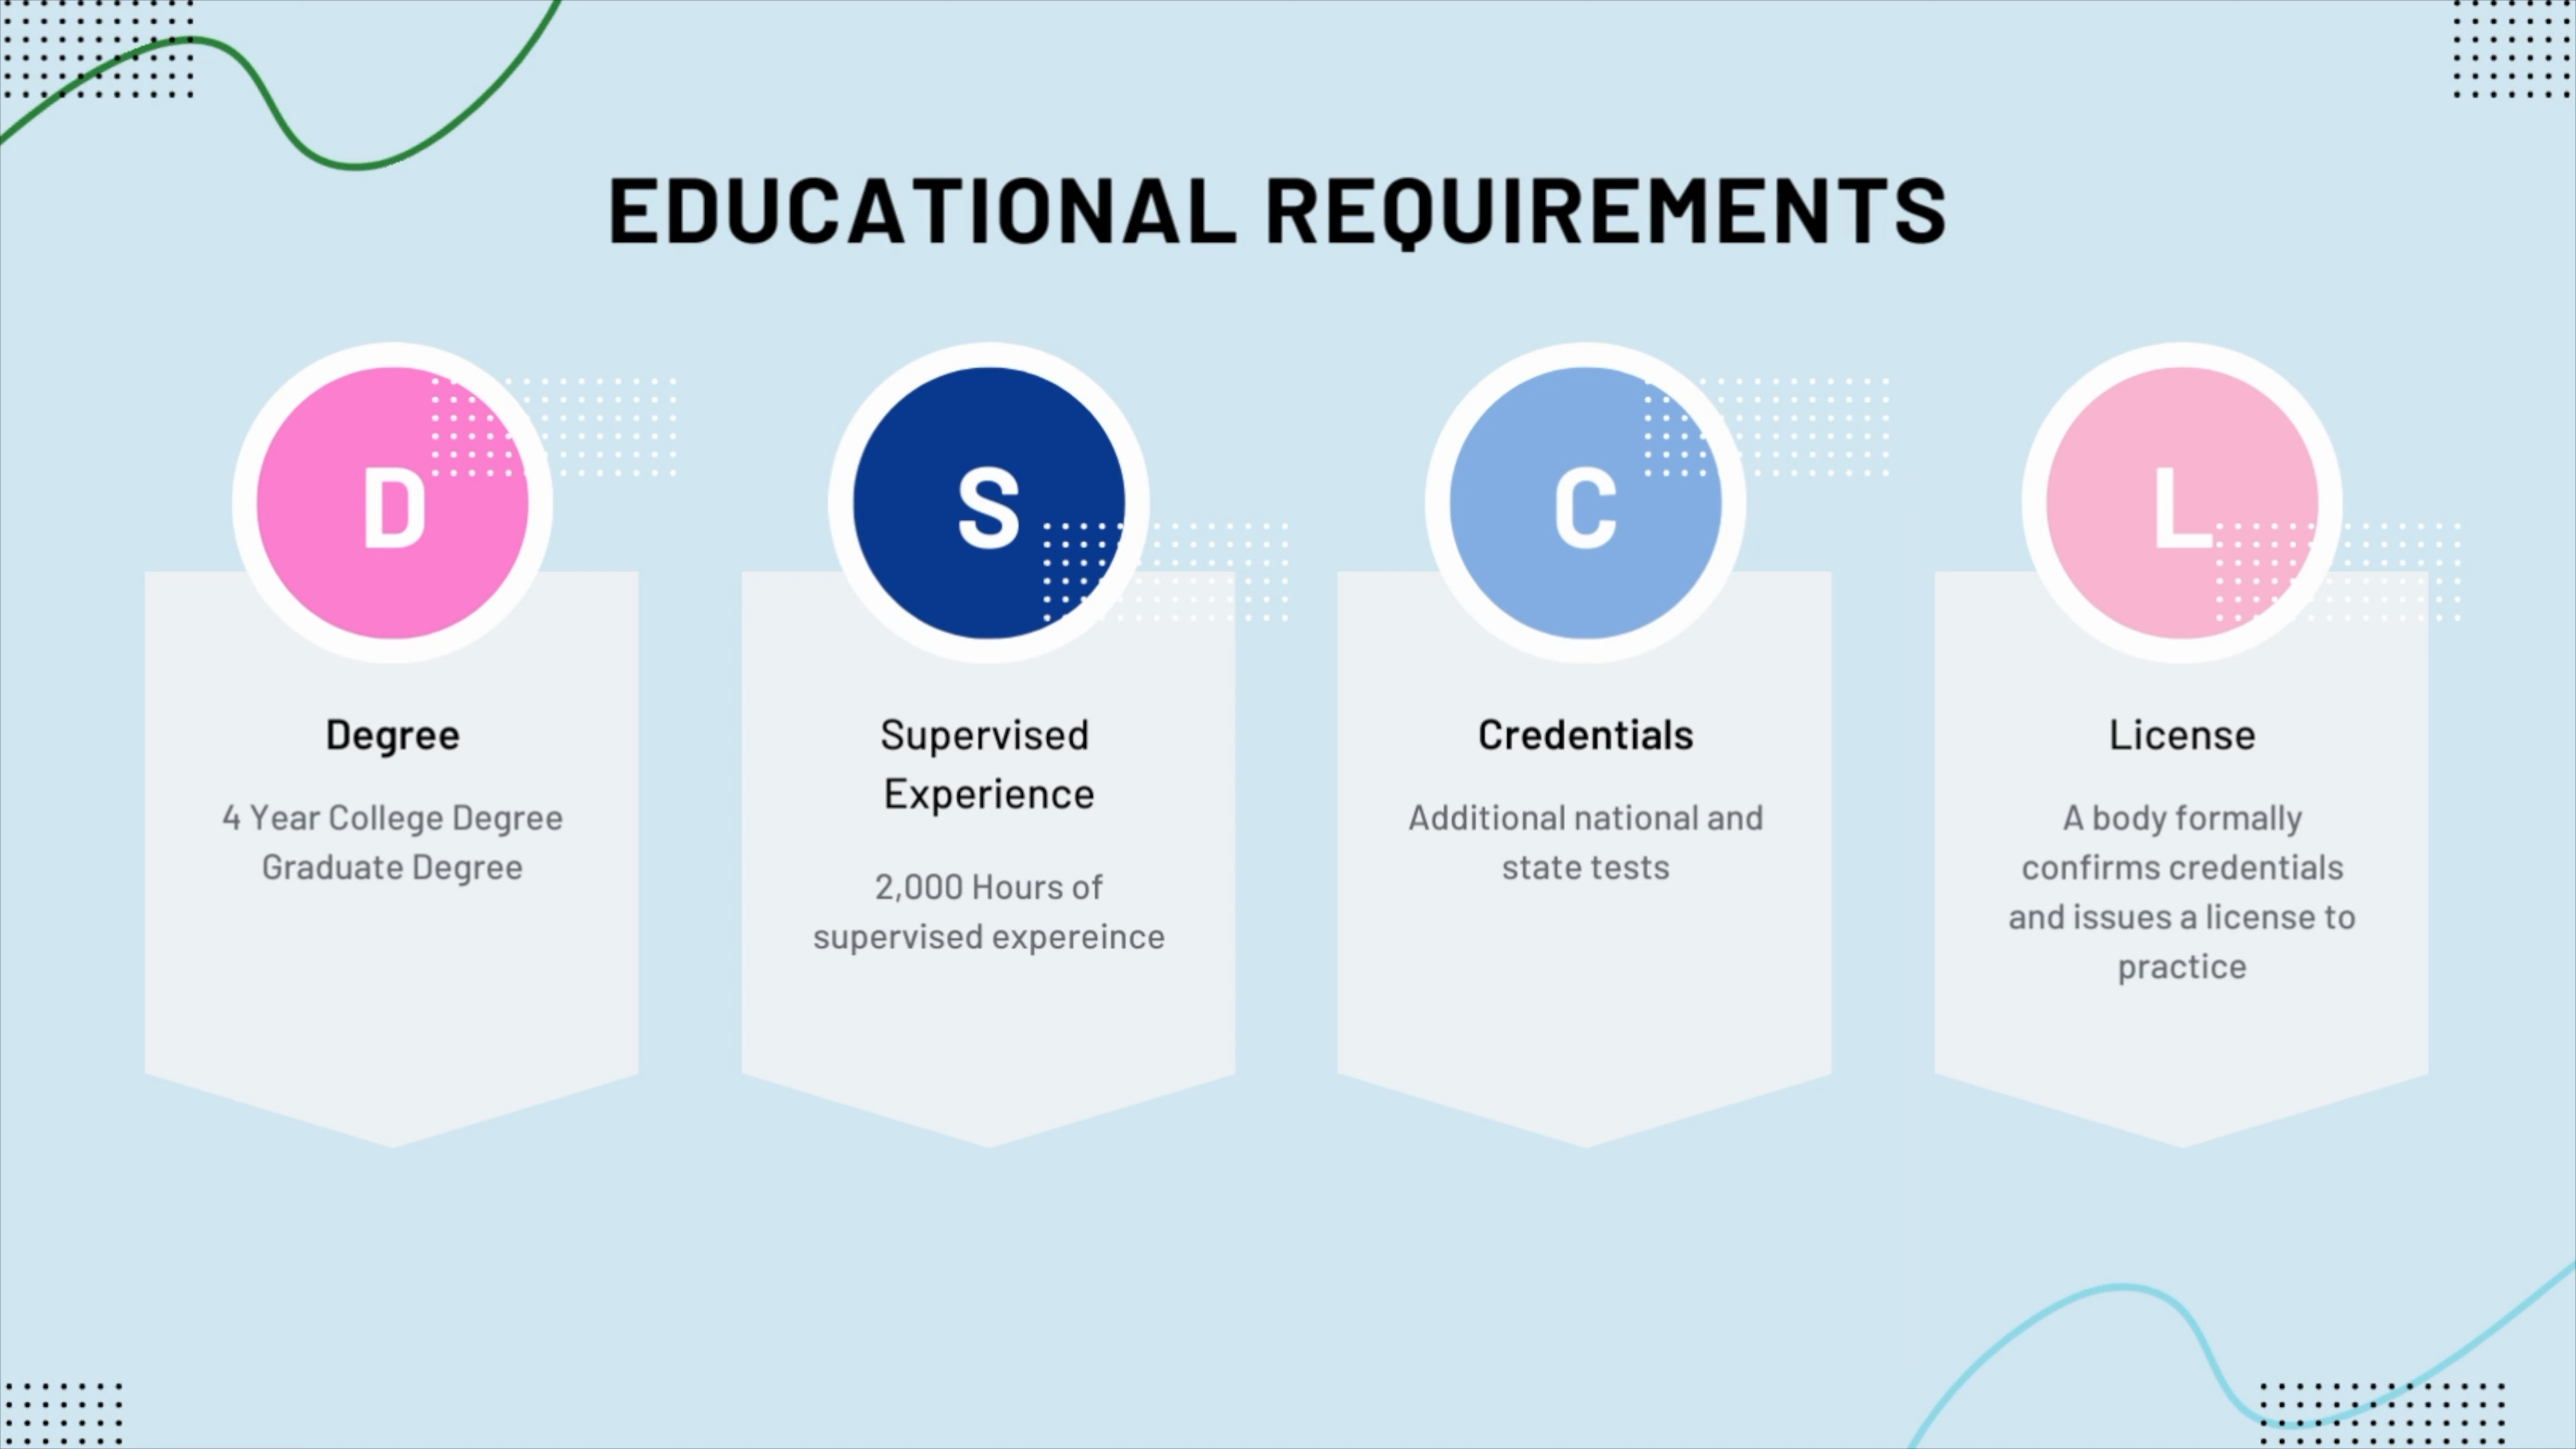 EDUCATIONAL REQUIREMENTS
D
Degree
4 Year College Degree
Graduate Degree
S
Supervised
Experience
2,000 Hours of
supervised expereince
C
Credentials
Additional national and
state tests
L
License
A body formally
confirms credentials
and issues a license to
practice